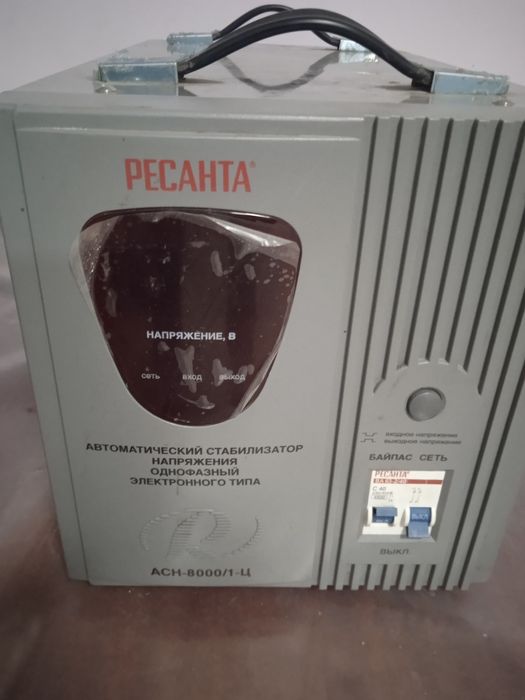 РЕСАНТА®
НАПРЯЖЕНИЕ, В
сеть вход выход
АВТОМАТИЧЕСКИЙ СТАБИЛИЗАТОР
НАПРЯЖЕНИЯ
ОДНОФАЗНЫЙ
ЭЛЕКТРОННОГО ТИПА
АСН-8000/1-Ц
входное напряжение
выходное напряжение
БАЙПАС СЕТЬ
РЕСАНТА®
C 40
ВЫКЛ.